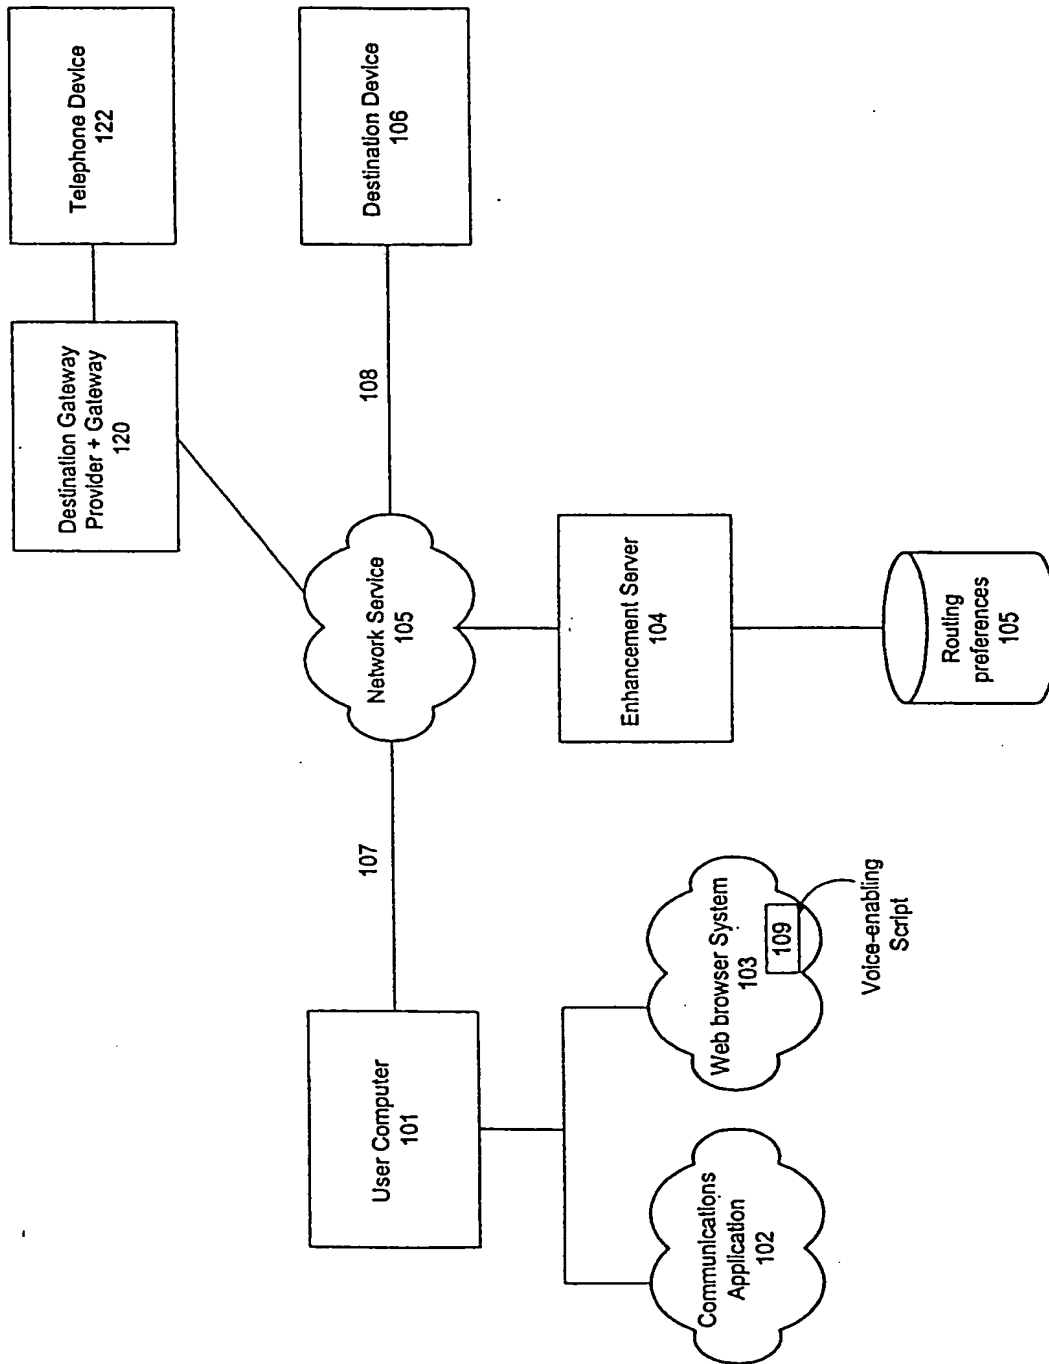 Telephone Device
122
Destination Gateway
Provider + Gateway
120
Destination Device
106
108
Network Service
105
107
User Computer
101
Enhancement Server
104
Routing
preferences
105
Web browser System
103
109
Voice-enabling
Script
Communications
Application
102